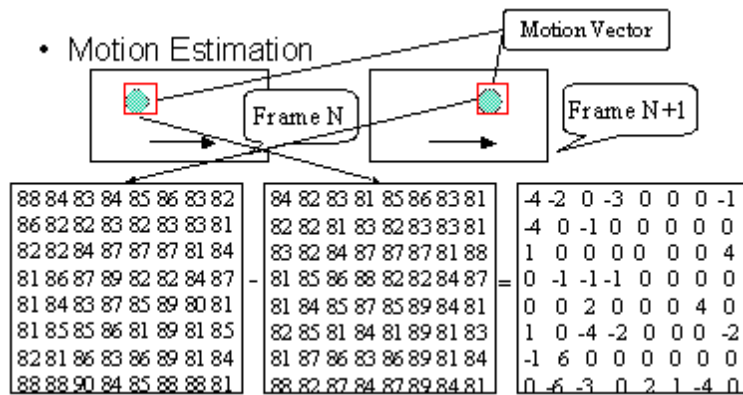 • Motion Estimation
Motion Vector
Frame N
Frame N+1
88 84 83 84 85 86 83 82
86 82 82 83 82 83 83 81
82 82 84 87 87 87 81 84
81 86 87 89 82 82 84 87
81 84 83 87 85 89 80 81
81 85 85 86 81 89 81 85
82 81 86 83 86 89 81 84
88 88 90 84 85 88 88 81
-
84 82 83 81 85 86 83 81
82 82 81 83 82 83 83 81
83 82 84 87 87 87 81 88
81 85 86 88 82 82 84 87
81 84 85 87 85 89 84 81
82 85 81 84 81 89 81 83
81 87 86 83 86 89 81 84
88 82 87 84 87 89 84 81
=
-4 -2 0 -3 0 0 0 -1
-4 0 -1 0 0 0 0 0
1 0 0 0 0 0 0 4
0 -1 -1 -1 0 0 0 0
0 0 2 0 0 0 4 0
1 0 -4 -2 0 0 0 -2
-1 6 0 0 0 0 0 0
0 -6 -3 0 2 1 -4 0